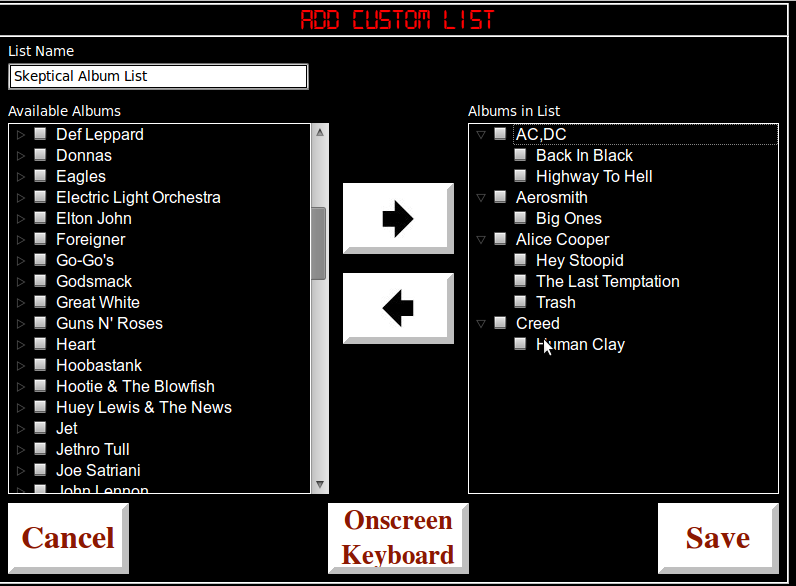 ADD CUSTOM LIST
List Name
Skeptical Album List
Available Albums
Def Leppard
Donnas
Eagles
Electric Light Orchestra
Elton John
Foreigner
Go-Go's
Godsmack
Great White
Guns N' Roses
Heart
Hoobastank
Hootie & The Blowfish
Huey Lewis & The News
Jet
Jethro Tull
Joe Satriani
John Lennon
Albums in List
AC,DC
Back In Black
Highway To Hell
Aerosmith
Big Ones
Alice Cooper
Hey Stoopid
The Last Temptation
Trash
Creed
Human Clay
Cancel
Onscreen
Keyboard
Save